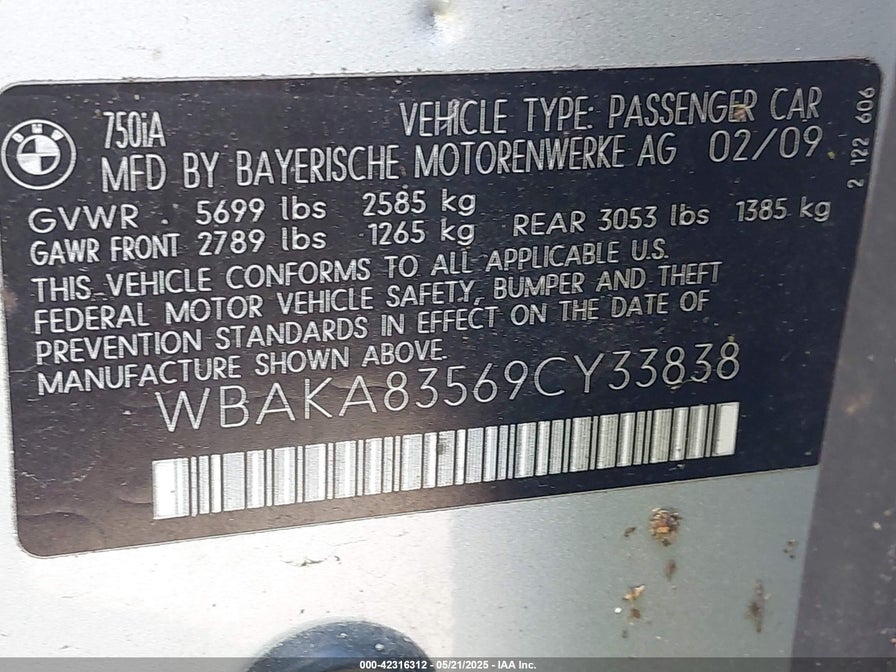 BMW
750iA
VEHICLE TYPE: PASSENGER CAR
MFD BY BAYERISCHE MOTORENWERKE AG 02/09
GVWR . 5699 lbs 2585 kg
GAWR FRONT 2789 lbs 1265 kg REAR 3053 lbs 1385 kg
THIS VEHICLE CONFORMS TO ALL APPLICABLE U.S.
FEDERAL MOTOR VEHICLE SAFETY, BUMPER AND THEFT
PREVENTION STANDARDS IN EFFECT ON THE DATE OF
MANUFACTURE SHOWN ABOVE.
WBAKA83569CY33838
2 122 606
000-42316312 - 05/21/2025 - IAA Inc.